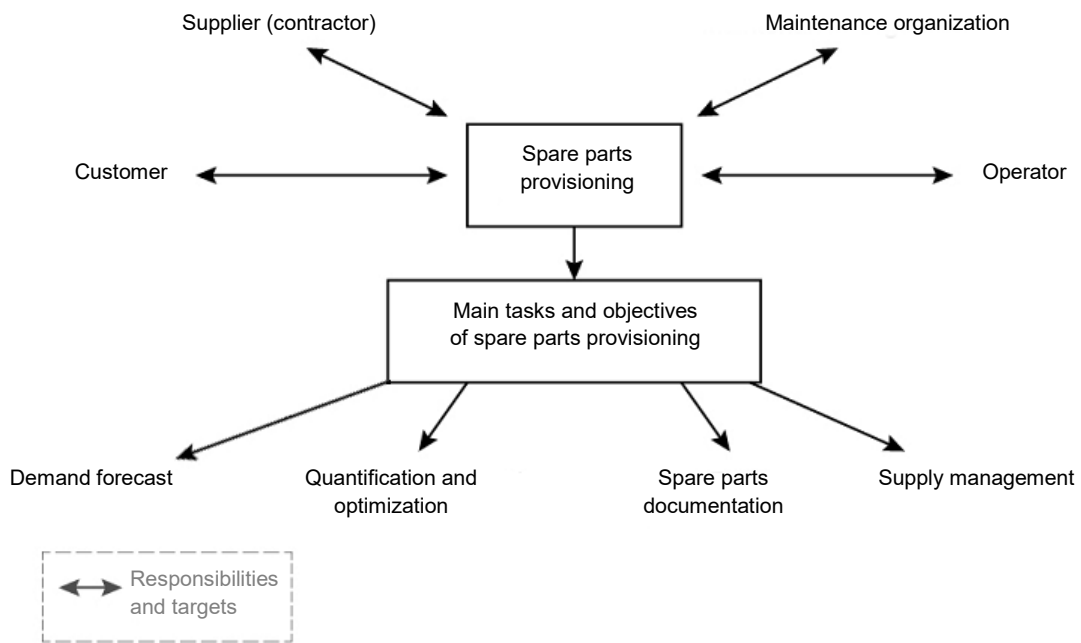 Supplier (contractor)
Maintenance organization
Customer
Spare parts
provisioning
Operator
Main tasks and objectives
of spare parts provisioning
Demand forecast
Quantification and
optimization
Spare parts
documentation
Supply management
Responsibilities
and targets